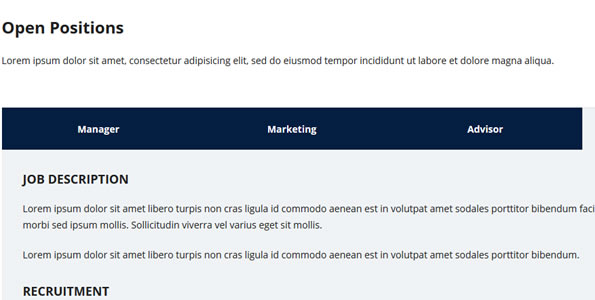 Open Positions
Lorem ipsum dolor sit amet, consectetur adipisicing elit, sed do eiusmod tempor incididunt ut labore et dolore magna aliqua.
Manager Marketing Advisor
JOB DESCRIPTION
Lorem ipsum dolor sit amet libero turpis non cras ligula id commodo aenean est in volutpat amet sodales porttitor bibendum faci
morbi sed ipsum mollis. Sollicitudin viverra vel varius eget sit mollis.
Lorem ipsum dolor sit amet libero turpis non cras ligula id commodo aenean est in volutpat amet sodales porttitor bibendum.
RECRUITMENT